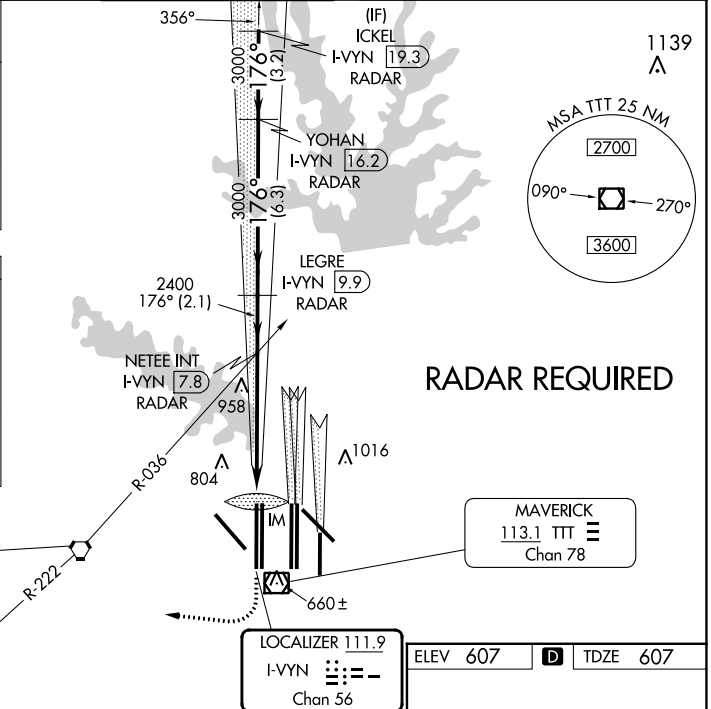 356°
(IF)
ICKEL
I-VYN 19.3
RADAR
1139
3000
176°
(3.2)
MSA TTT 25 NM
2700
090°
270°
3600
YOHAN
I-VYN 16.2
RADAR
3000
176°
(6.3)
LEGRE
I-VYN 9.9
RADAR
2400
176° (2.1)
NETEE INT
I-VYN 7.8
RADAR
958
RADAR REQUIRED
1016
804
R-036
IM
MAVERICK
113.1 TTT
Chan 78
R-222
660±
LOCALIZER 111.9
I-VYN
Chan 56
ELEV 607
D
TDZE 607